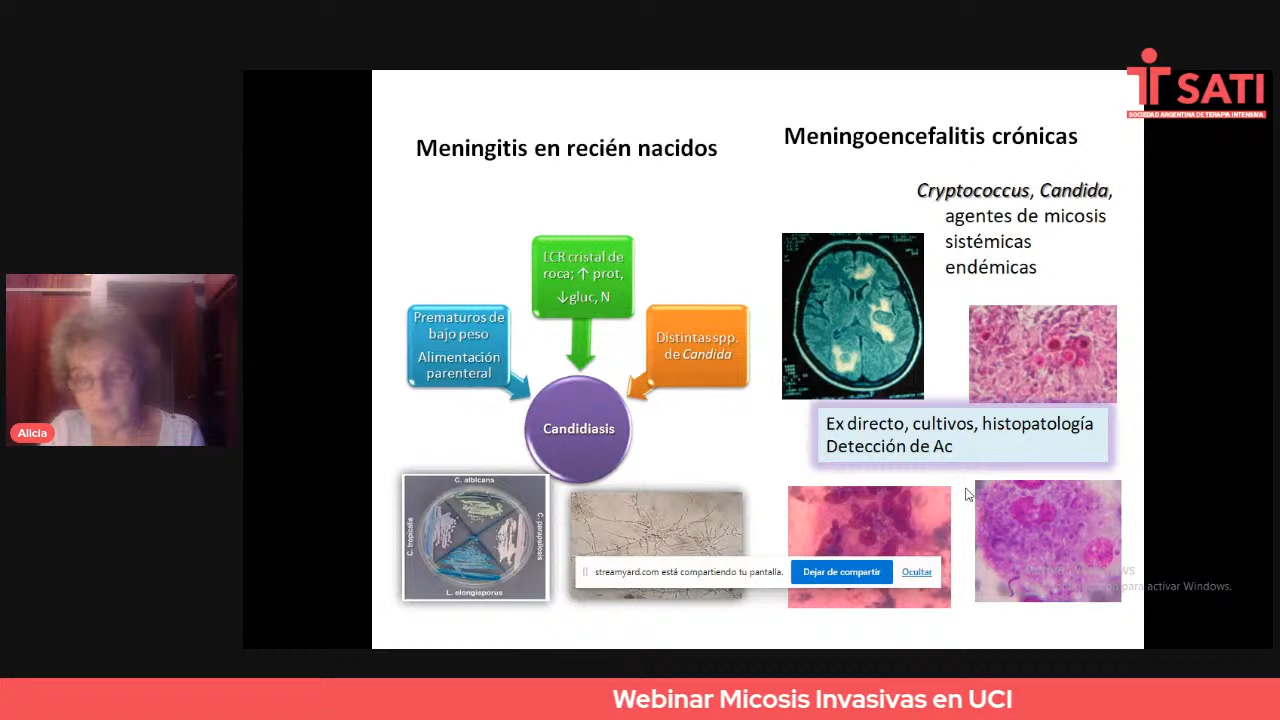 SATI
SOCIEDAD ARGENTINA DE TERAPIA INTENSIVA
Meningitis en recién nacidos
LCR cristal de
roca; ↑ prot,
↓gluc, N
Prematuros de
bajo peso
Alimentación
parenteral
Distintas spp.
de Candida
Candidiasis
C. albicans
C. tropicalis
C. parapsilosis
L. elongisporus
Meningoencefalitis crónicas
Cryptococcus, Candida,
agentes de micosis
sistémicas
endémicas
Ex directo, cultivos, histopatología
Detección de Ac
streamyard.com está compartiendo tu pantalla.
Dejar de compartir
Ocultar
para activar Windows.
Alicia
Webinar Micosis Invasivas en UCI